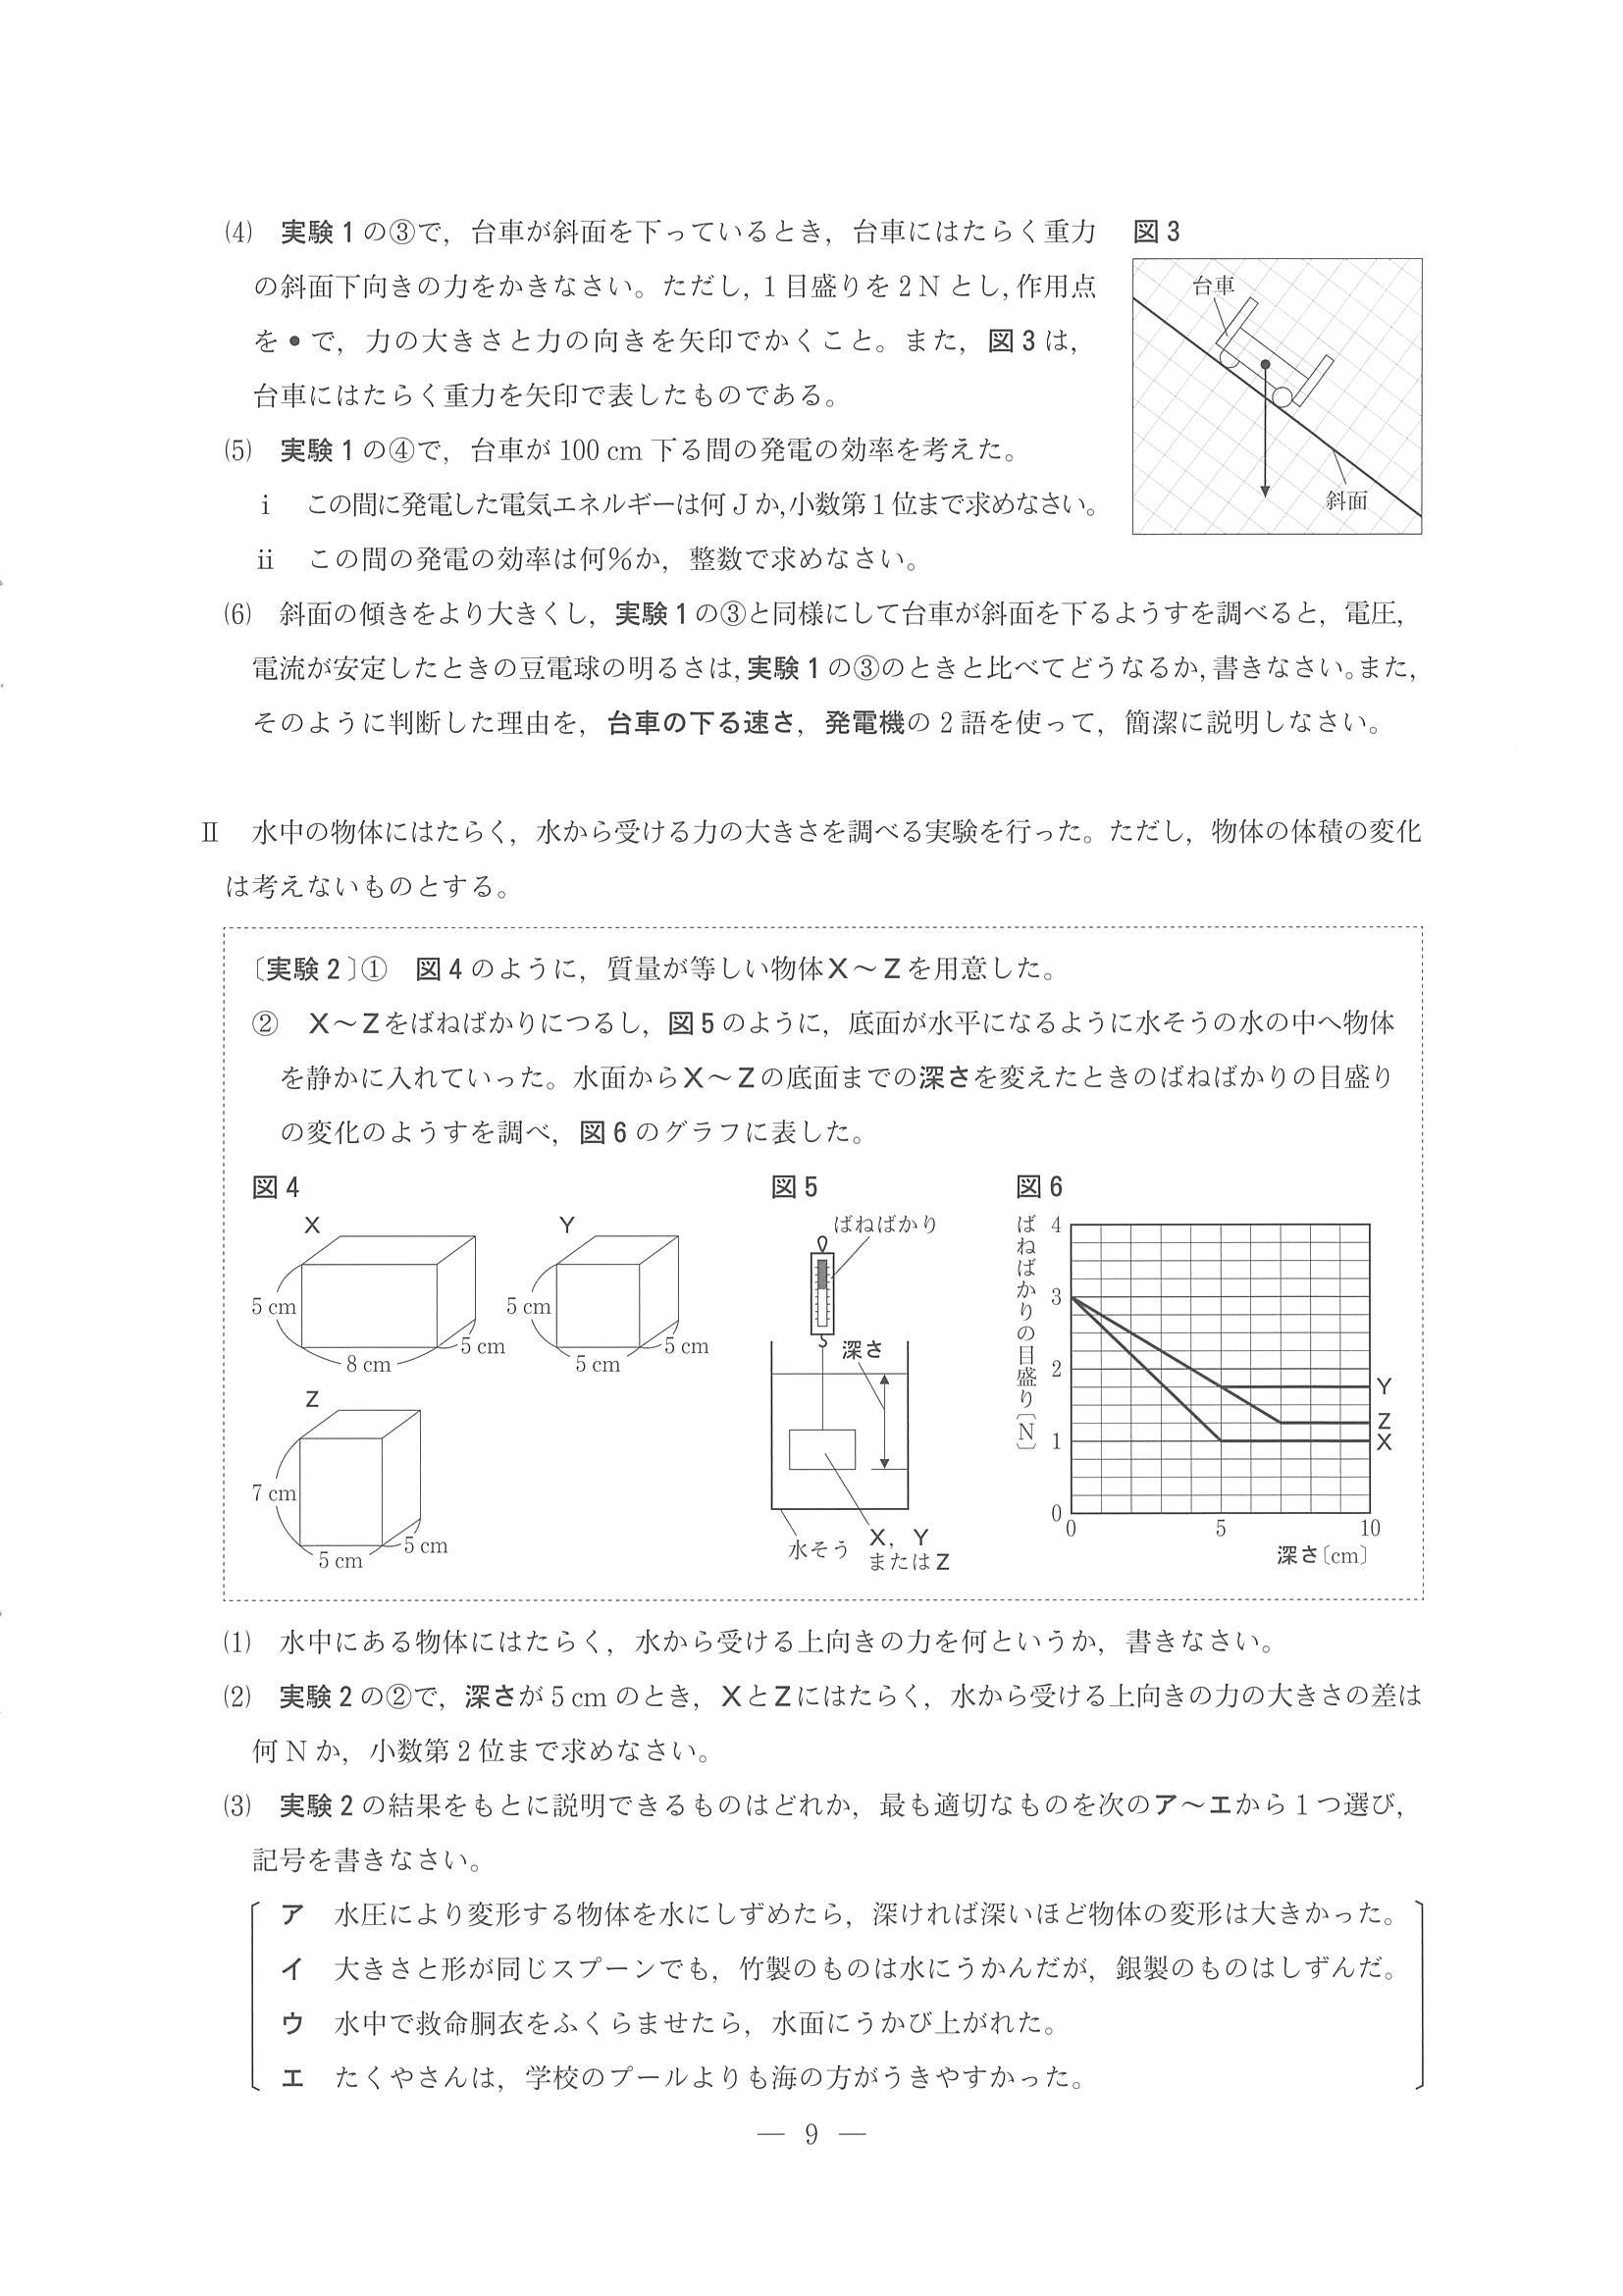 (4) 実験1の③で，台車が斜面を下っているとき，台車にはたらく重力
の斜面下向きの力をかきなさい。ただし，1目盛りを2Nとし，作用点
を●で，力の大きさと力の向きを矢印でかくこと。また，図3は，
台車にはたらく重力を矢印で表したものである。
図3
台車
斜面
(5) 実験1の④で，台車が100 cm下る間の発電の効率を考えた。
ⅰ この間に発電した電気エネルギーは何Jか，小数第1位まで求めなさい。
ⅱ この間の発電の効率は何％か，整数で求めなさい。
(6) 斜面の傾きをより大きくし，実験1の③と同様にして台車が斜面を下るようすを調べると，電圧，
電流が安定したときの豆電球の明るさは，実験1の③のときと比べてどうなるか，書きなさい。また，
そのように判断した理由を，台車の下る速さ，発電機の2語を使って，簡潔に説明しなさい。
Ⅱ 水中の物体にはたらく，水から受ける力の大きさを調べる実験を行った。ただし，物体の体積の変化
は考えないものとする。
〔実験2〕① 図4のように，質量が等しい物体X～Zを用意した。
② X～Zをばねばかりにつるし，図5のように，底面が水平になるように水そうの水の中へ物体
を静かに入れていった。水面からX～Zの底面までの深さを変えたときのばねばかりの目盛り
の変化のようすを調べ，図6のグラフに表した。
図4
X
5 cm
8 cm
5 cm
Y
5 cm
5 cm
5 cm
Z
7 cm
5 cm
5 cm
図5
ばねばかり
深さ
水そう
X，Y
またはZ
図6
ばねばかりの目盛り〔N〕
4
3
2
1
0
0
5
10
深さ〔cm〕
Y
Z
X
(1) 水中にある物体にはたらく，水から受ける上向きの力を何というか，書きなさい。
(2) 実験2の②で，深さが5 cmのとき，XとZにはたらく，水から受ける上向きの力の大きさの差は
何Nか，小数第2位まで求めなさい。
(3) 実験2の結果をもとに説明できるものはどれか，最も適切なものを次のア～エから1つ選び，
記号を書きなさい。
ア 水圧により変形する物体を水にしずめたら，深ければ深いほど物体の変形は大きかった。
イ 大きさと形が同じスプーンでも，竹製のものは水にうかんだが，銀製のものはしずんだ。
ウ 水中で救命胴衣をふくらませたら，水面にうかび上がれた。
エ たくやさんは，学校のプールよりも海の方がうきやすかった。
— 9 —